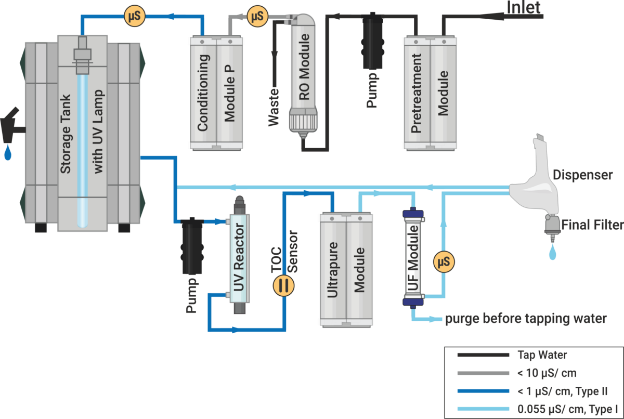 Inlet
μS
μS
Storage Tank
with UV Lamp
Conditioning
Module P
Waste
RO Module
Pump
Pretreatment
Module
Dispenser
Final Filter
Pump
UV Reactor
TOC
Sensor
Ultrapure
Module
UF Module
μS
purge before tapping water
Tap Water
< 10 μS/ cm
< 1 μS/ cm, Type II
0.055 μS/ cm, Type I